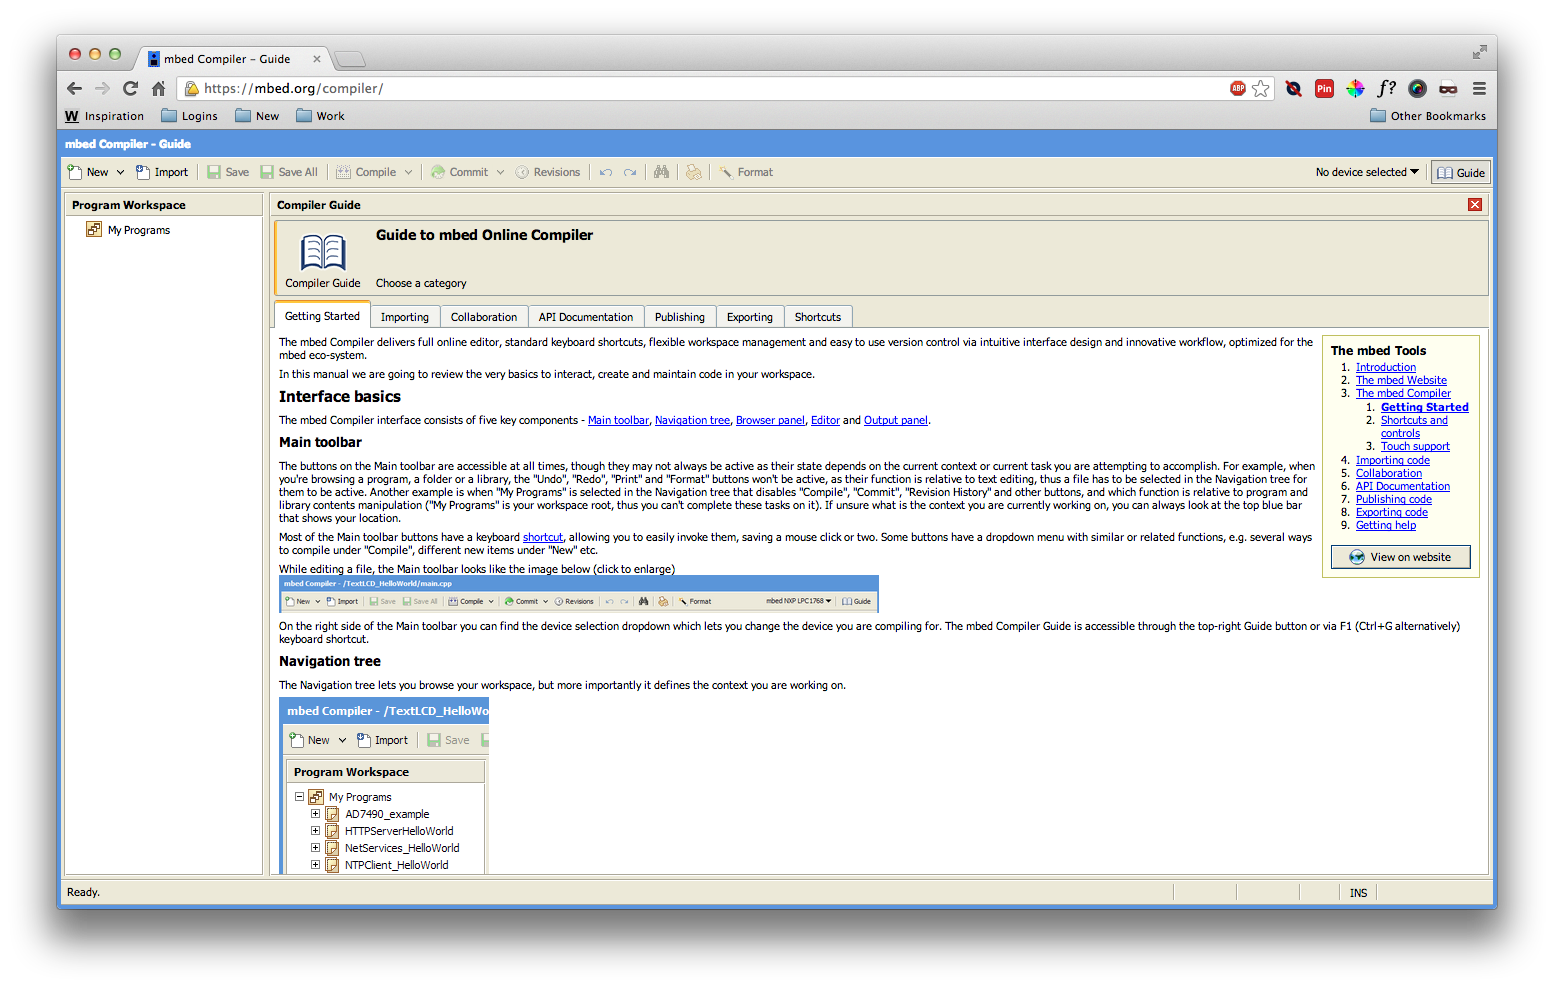 mbed Compiler – Guide
https://mbed.org/compiler/
ABP
Pin
f?
W Inspiration Logins New Work Other Bookmarks
mbed Compiler - Guide
New Import Save Save All Compile Commit Revisions Format No device selected Guide
Program Workspace
My Programs
Compiler Guide
Guide to mbed Online Compiler
Compiler Guide
Choose a category
Getting Started Importing Collaboration API Documentation Publishing Exporting Shortcuts
The mbed Compiler delivers full online editor, standard keyboard shortcuts, flexible workspace management and easy to use version control via intuitive interface design and innovative workflow, optimized for the
mbed eco-system.
In this manual we are going to review the very basics to interact, create and maintain code in your workspace.
Interface basics
The mbed Compiler interface consists of five key components - Main toolbar, Navigation tree, Browser panel, Editor and Output panel.
Main toolbar
The buttons on the Main toolbar are accessible at all times, though they may not always be active as their state depends on the current context or current task you are attempting to accomplish. For example, when
you're browsing a program, a folder or a library, the "Undo", "Redo", "Print" and "Format" buttons won't be active, as their function is relative to text editing, thus a file has to be selected in the Navigation tree for
them to be active. Another example is when "My Programs" is selected in the Navigation tree that disables "Compile", "Commit", "Revision History" and other buttons, and which function is relative to program and
library contents manipulation ("My Programs" is your workspace root, thus you can't complete these tasks on it). If unsure what is the context you are currently working on, you can always look at the top blue bar
that shows your location.
Most of the Main toolbar buttons have a keyboard shortcut, allowing you to easily invoke them, saving a mouse click or two. Some buttons have a dropdown menu with similar or related functions, e.g. several ways
to compile under "Compile", different new items under "New" etc.
While editing a file, the Main toolbar looks like the image below (click to enlarge)
mbed Compiler - /TextLCD_HelloWorld/main.cpp
New Import Save Save All Compile Commit Revisions Format mbed NXP LPC1768 Guide
On the right side of the Main toolbar you can find the device selection dropdown which lets you change the device you are compiling for. The mbed Compiler Guide is accessible through the top-right Guide button or via F1 (Ctrl+G alternatively)
keyboard shortcut.
Navigation tree
The Navigation tree lets you browse your workspace, but more importantly it defines the context you are working on.
mbed Compiler - /TextLCD_HelloWo
New Import Save
Program Workspace
My Programs
AD7490_example
HTTPServerHelloWorld
NetServices_HelloWorld
NTPClient_HelloWorld
The mbed Tools
1. Introduction
2. The mbed Website
3. The mbed Compiler
1. Getting Started
2. Shortcuts and
controls
3. Touch support
4. Importing code
5. Collaboration
6. API Documentation
7. Publishing code
8. Exporting code
9. Getting help
View on website
Ready.
INS